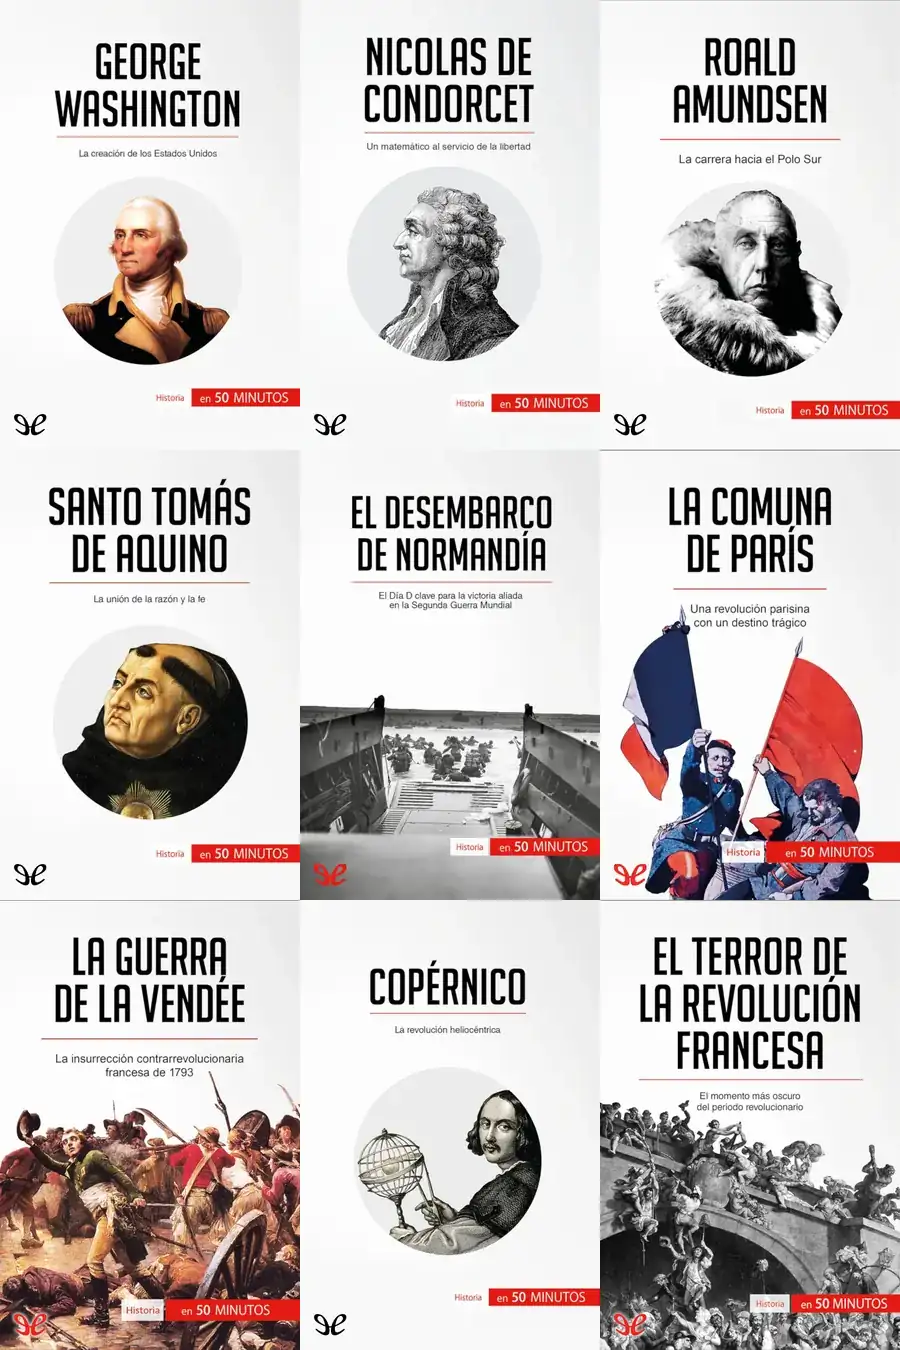 GEORGE
WASHINGTON
La creación de los Estados Unidos
Historia
en 50 MINUTOS
NICOLAS DE
CONDORCET
Un matemático al servicio de la libertad
Historia
en 50 MINUTOS
ROALD
AMUNDSEN
La carrera hacia el Polo Sur
Historia
en 50 MINUTOS
SANTO TOMÁS
DE AQUINO
La unión de la razón y la fe
Historia
en 50 MINUTOS
EL DESEMBARCO
DE NORMANDÍA
El Día D clave para la victoria aliada
en la Segunda Guerra Mundial
Historia
en 50 MINUTOS
LA COMUNA
DE PARÍS
Una revolución parisina
con un destino trágico
Historia
en 50 MINUTOS
LA GUERRA
DE LA VENDÉE
La insurrección contrarrevolucionaria
francesa de 1793
Historia
en 50 MINUTOS
COPÉRNICO
La revolución heliocéntrica
Historia
en 50 MINUTOS
EL TERROR DE
LA REVOLUCIÓN
FRANCESA
El momento más oscuro
del periodo revolucionario
Historia
en 50 MINUTOS